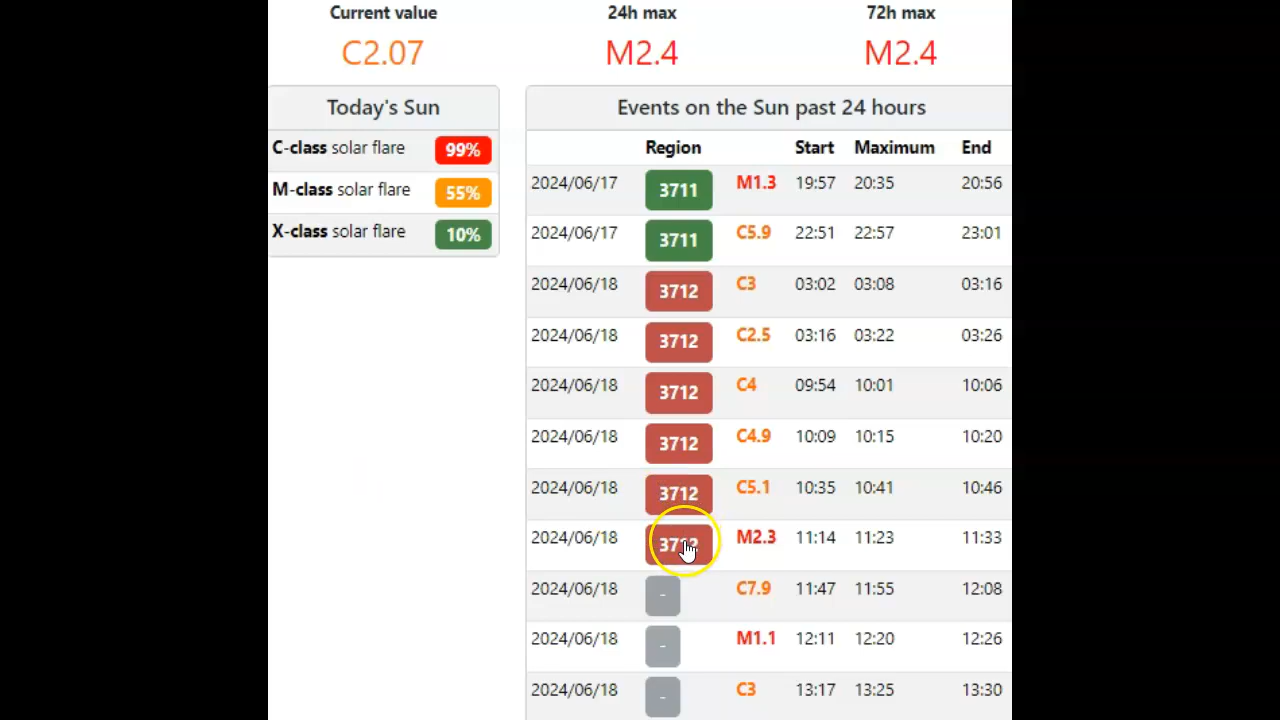 Current value 24h max 72h max
C2.07 M2.4 M2.4
Today's Sun
C-class solar flare 99%
M-class solar flare 55%
X-class solar flare 10%
Events on the Sun past 24 hours
Region Start Maximum End
2024/06/17 3711 M1.3 19:57 20:35 20:56
2024/06/17 3711 C5.9 22:51 22:57 23:01
2024/06/18 3712 C3 03:02 03:08 03:16
2024/06/18 3712 C2.5 03:16 03:22 03:26
2024/06/18 3712 C4 09:54 10:01 10:06
2024/06/18 3712 C4.9 10:09 10:15 10:20
2024/06/18 3712 C5.1 10:35 10:41 10:46
2024/06/18 3712 M2.3 11:14 11:23 11:33
2024/06/18 - C7.9 11:47 11:55 12:08
2024/06/18 - M1.1 12:11 12:20 12:26
2024/06/18 - C3 13:17 13:25 13:30